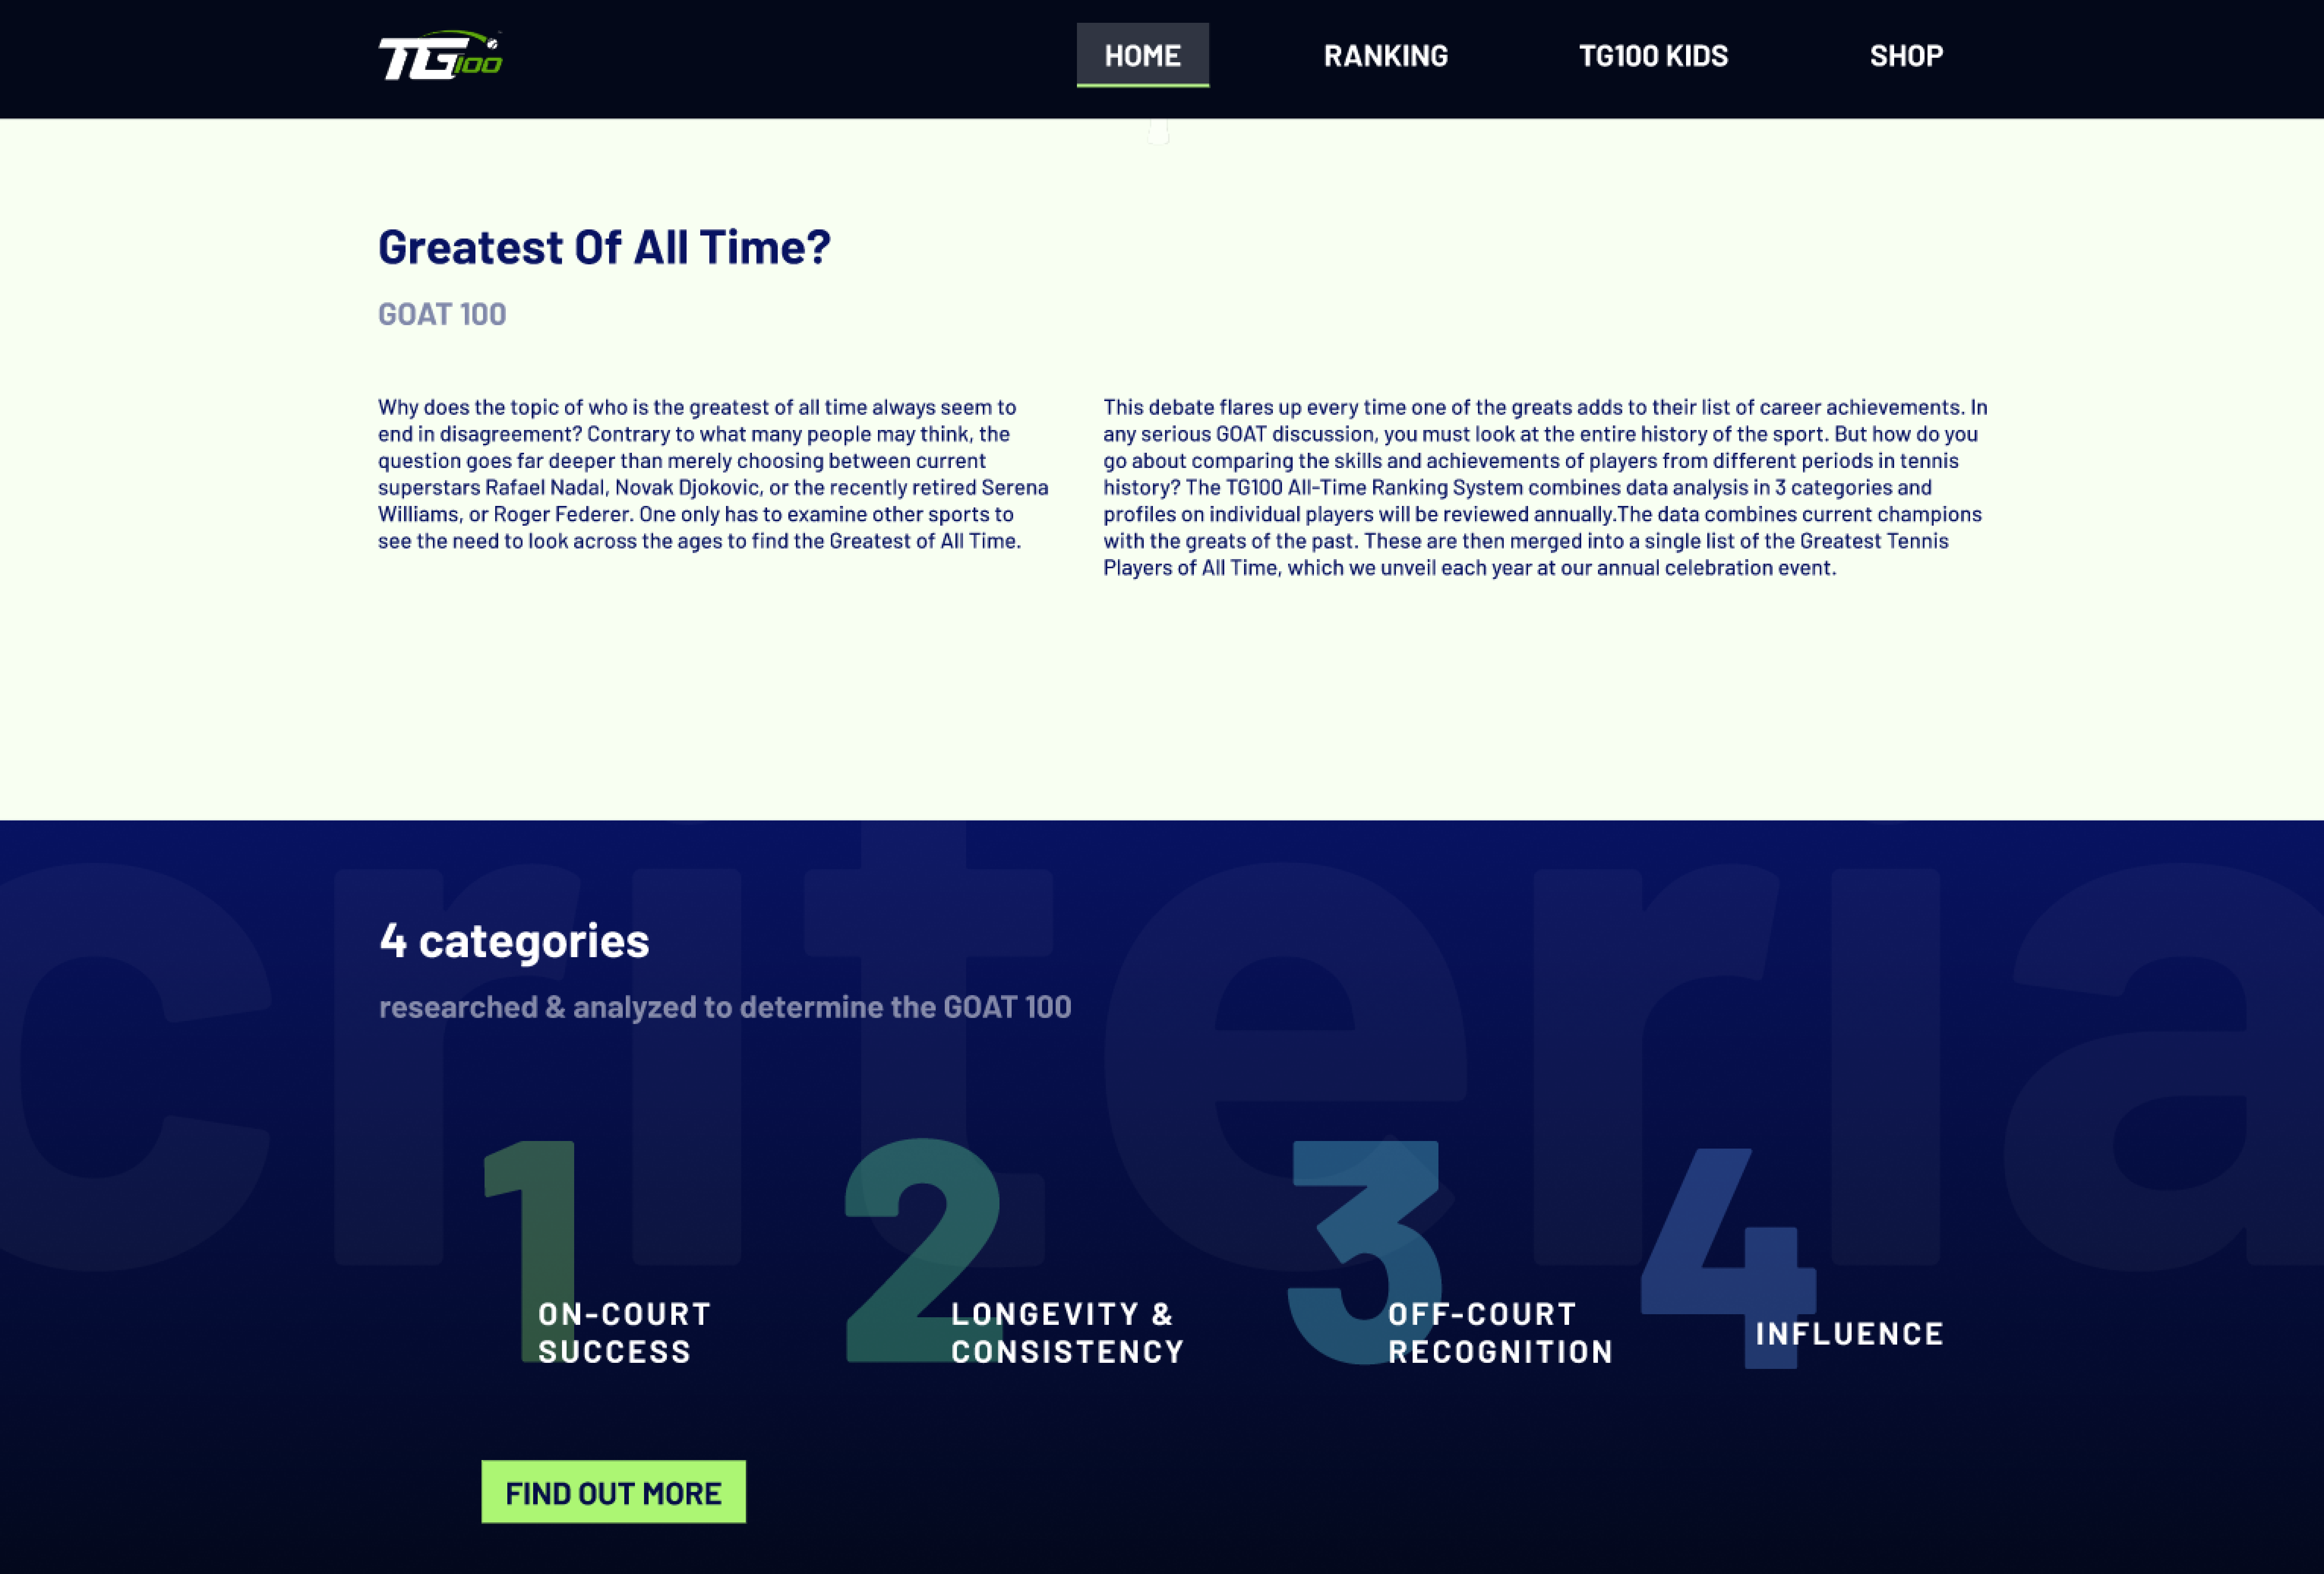 TG100
HOME
RANKING
TG100 KIDS
SHOP
Greatest Of All Time?
GOAT 100
Why does the topic of who is the greatest of all time always seem to
end in disagreement? Contrary to what many people may think, the
question goes far deeper than merely choosing between current
superstars Rafael Nadal, Novak Djokovic, or the recently retired Serena
Williams, or Roger Federer. One only has to examine other sports to
see the need to look across the ages to find the Greatest of All Time.
This debate flares up every time one of the greats adds to their list of career achievements. In
any serious GOAT discussion, you must look at the entire history of the sport. But how do you
go about comparing the skills and achievements of players from different periods in tennis
history? The TG100 All-Time Ranking System combines data analysis in 3 categories and
profiles on individual players will be reviewed annually.The data combines current champions
with the greats of the past. These are then merged into a single list of the Greatest Tennis
Players of All Time, which we unveil each year at our annual celebration event.
criteria
4 categories
researched & analyzed to determine the GOAT 100
1
ON-COURT
SUCCESS
2
LONGEVITY &
CONSISTENCY
3
OFF-COURT
RECOGNITION
4
INFLUENCE
FIND OUT MORE